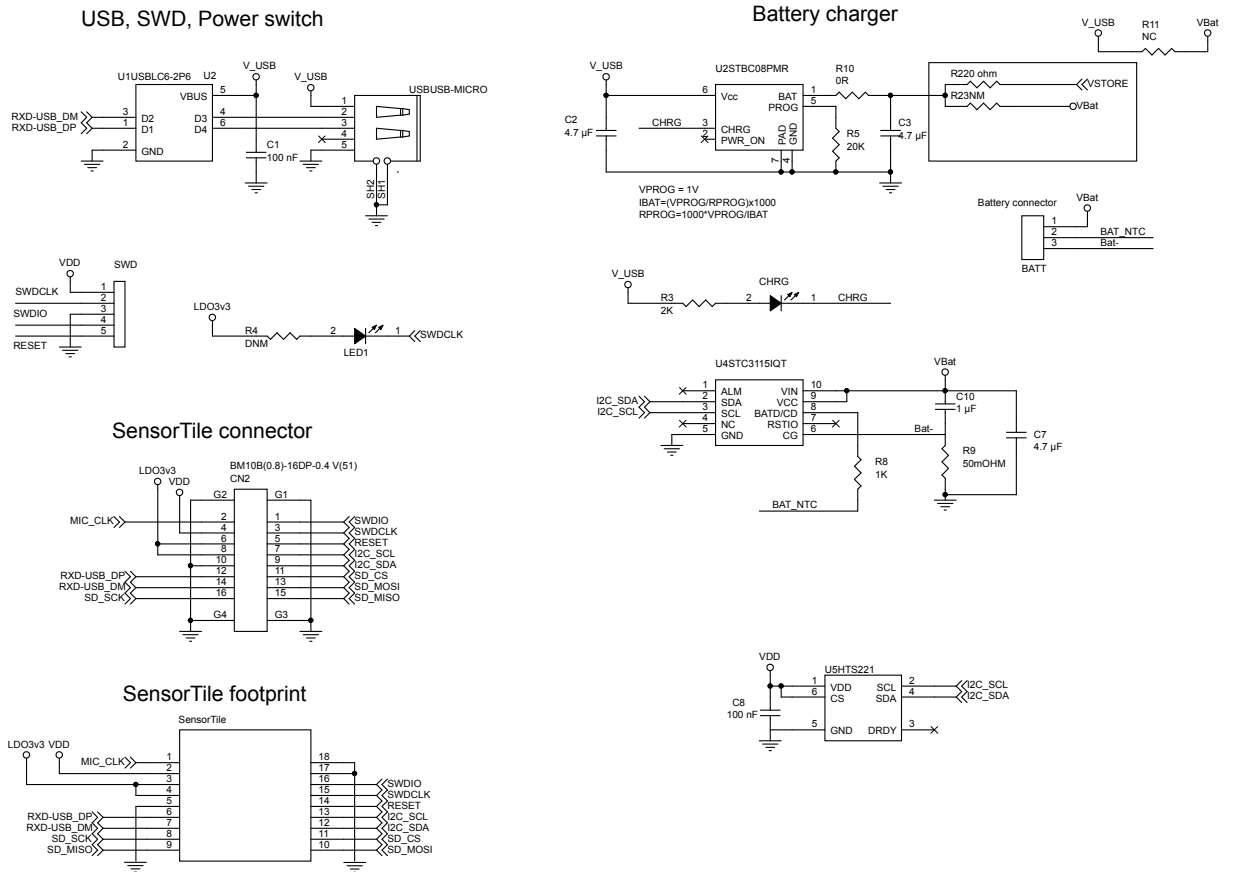 USB, SWD, Power switch
V_USB
V_USB
U1USBLC6-2P6 U2
USBUSB-MICRO
RXD-USB_DM
RXD-USB_DP
3 D2
1 D1
2 GND
VBUS 5
D3 4
D4 6
C1
100 nF
1
2
3
4
5
SH2
SH1
VDD
SWD
SWDCLK
SWDIO
RESET
1
2
3
4
5
LDO3v3
R4
DNM
2
LED1
1
SWDCLK
SensorTile connector
BM10B(0.8)-16DP-0.4 V(51)
CN2
LDO3v3
VDD
G2 G1
MIC_CLK 2 1 SWDIO
4 3 SWDCLK
6 5 RESET
8 7 I2C_SCL
10 9 I2C_SDA
RXD-USB_DP 12 11 SD_CS
RXD-USB_DM 14 13 SD_MOSI
SD_SCK 16 15 SD_MISO
G4 G3
SensorTile footprint
SensorTile
LDO3v3 VDD
MIC_CLK 1 18
2 17
3 16 SWDIO
4 15 SWDCLK
5 14 RESET
RXD-USB_DP 6 13 I2C_SCL
RXD-USB_DM 7 12 I2C_SDA
SD_SCK 8 11 SD_CS
SD_MISO 9 10 SD_MOSI
Battery charger
V_USB
R11
NC
VBat
V_USB
U2STBC08PMR
R10
0R
C2
4.7 µF
6 Vcc
BAT 1
PROG 5
CHRG 3 CHRG
2 PWR_ON
PAD
GND
7
4
R5
20K
C3
4.7 µF
R220 ohm
VSTORE
R23NM
VBat
VPROG = 1V
IBAT=(VPROG/RPROG)x1000
RPROG=1000*VPROG/IBAT
Battery connector
VBat
1
2 BAT_NTC
3 Bat-
BATT
V_USB
R3
2K
CHRG
2
1
CHRG
U4STC3115IQT
VBat
I2C_SDA
I2C_SCL
1 ALM VIN 10
2 SDA VCC 9
3 SCL BATD/CD 8
4 NC RSTIO 7
5 GND CG 6
Bat-
C10
1 µF
R9
50mOHM
C7
4.7 µF
R8
1K
BAT_NTC
VDD
U5HTS221
C8
100 nF
1 VDD SCL 2 I2C_SCL
6 CS SDA 4 I2C_SDA
5 GND DRDY 3